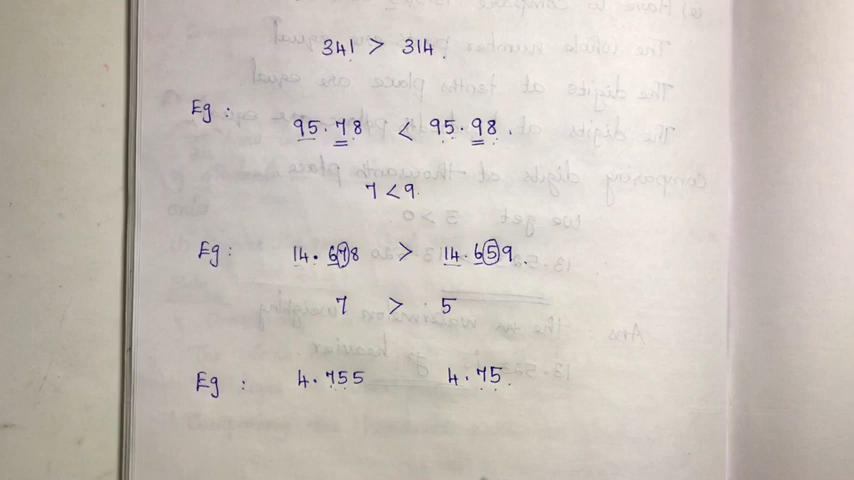 341 > 314.
Eg : 95.78 < 95.98.
7 < 9.
Eg : 14.678 > 14.659.
7 > 5
Eg : 4.755 4.75.